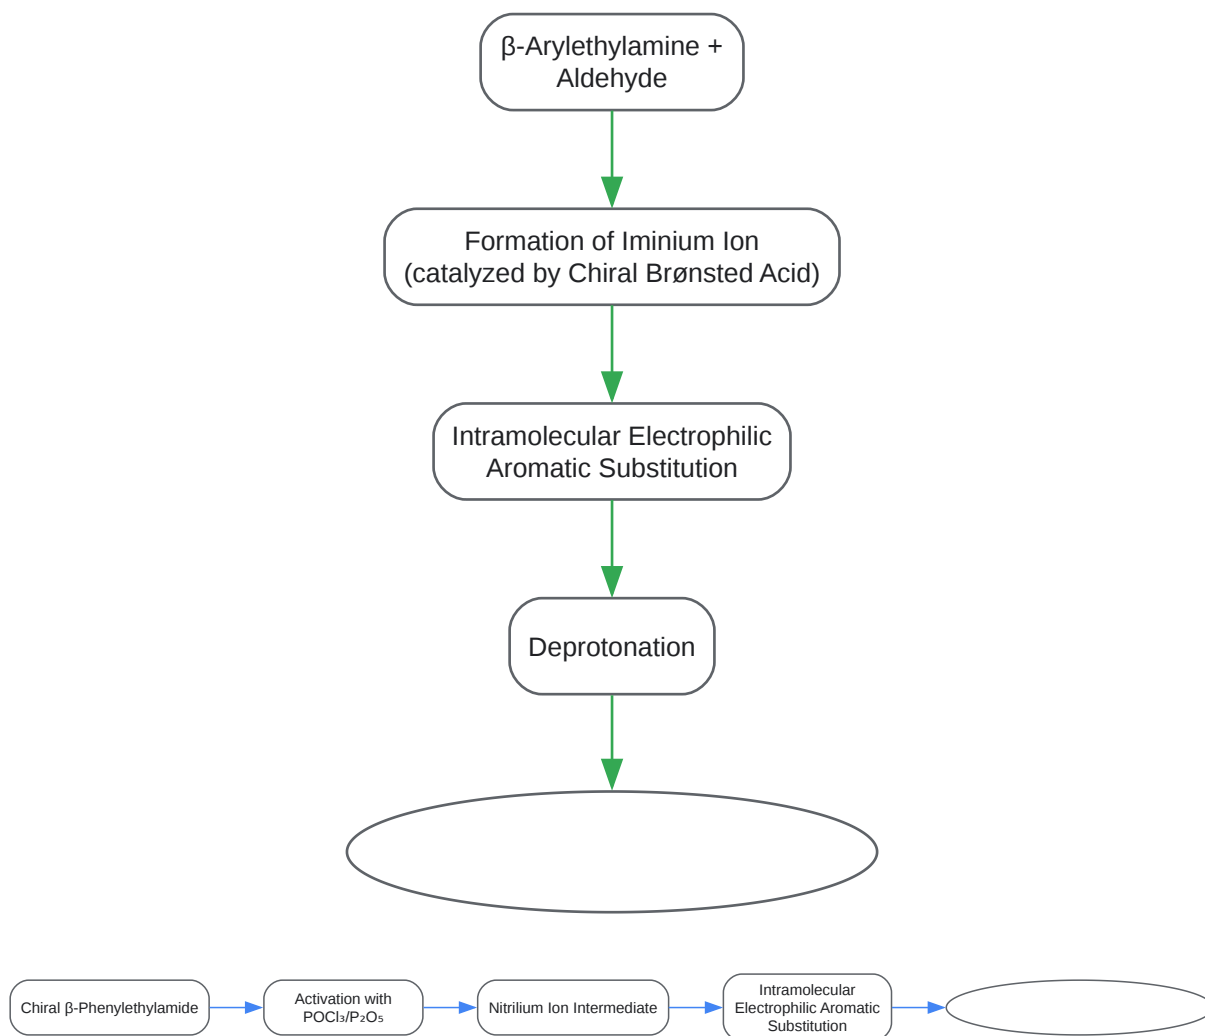 β-Arylethylamine +
Aldehyde
Formation of Iminium Ion
(catalyzed by Chiral Brønsted Acid)
Intramolecular Electrophilic
Aromatic Substitution
Deprotonation
Chiral β-Phenylethylamide
Activation with
POCl₃/P₂O₅
Nitrilium Ion Intermediate
Intramolecular
Electrophilic Aromatic
Substitution